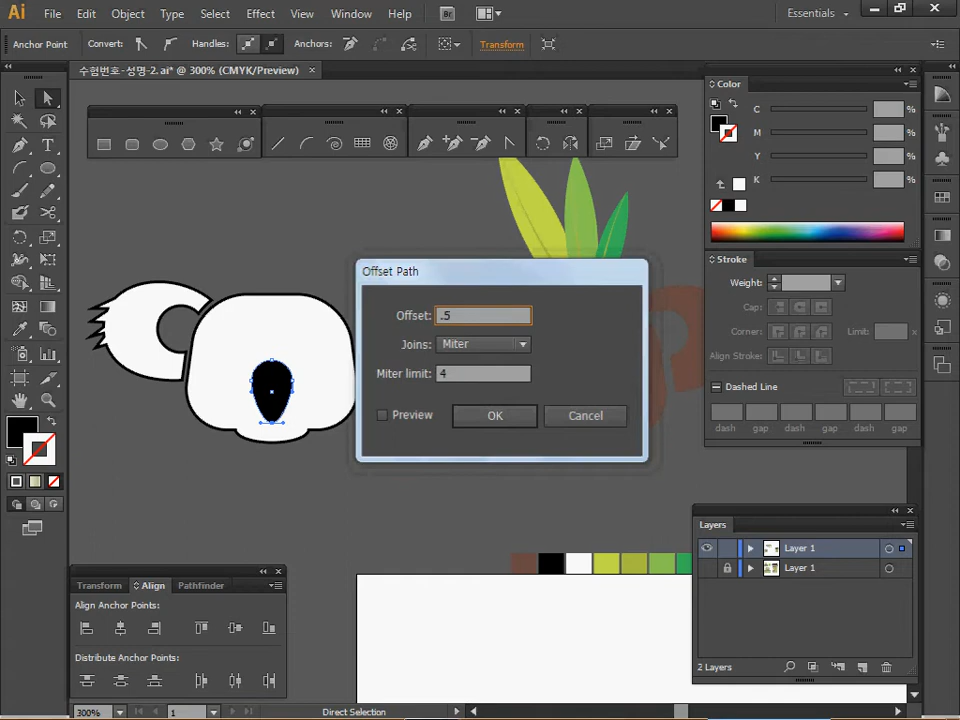 Ai File Edit Object Type Select Effect View Window Help Br Essentials
Anchor Point Convert: Handles: Anchors: Transform
수험번호-성명-2.ai* @ 300% (CMYK/Preview)
Color
C %
M %
Y %
K %
Stroke
Weight:
Cap:
Corner: Limit:
Align Stroke:
Dashed Line
dash gap dash gap dash gap
Offset Path
Offset: .5
Joins: Miter
Miter limit: 4
Preview OK Cancel
Layers
Layer 1
Layer 1
2 Layers
Transform Align Pathfinder
Align Anchor Points:
Distribute Anchor Points:
300% 1 Direct Selection